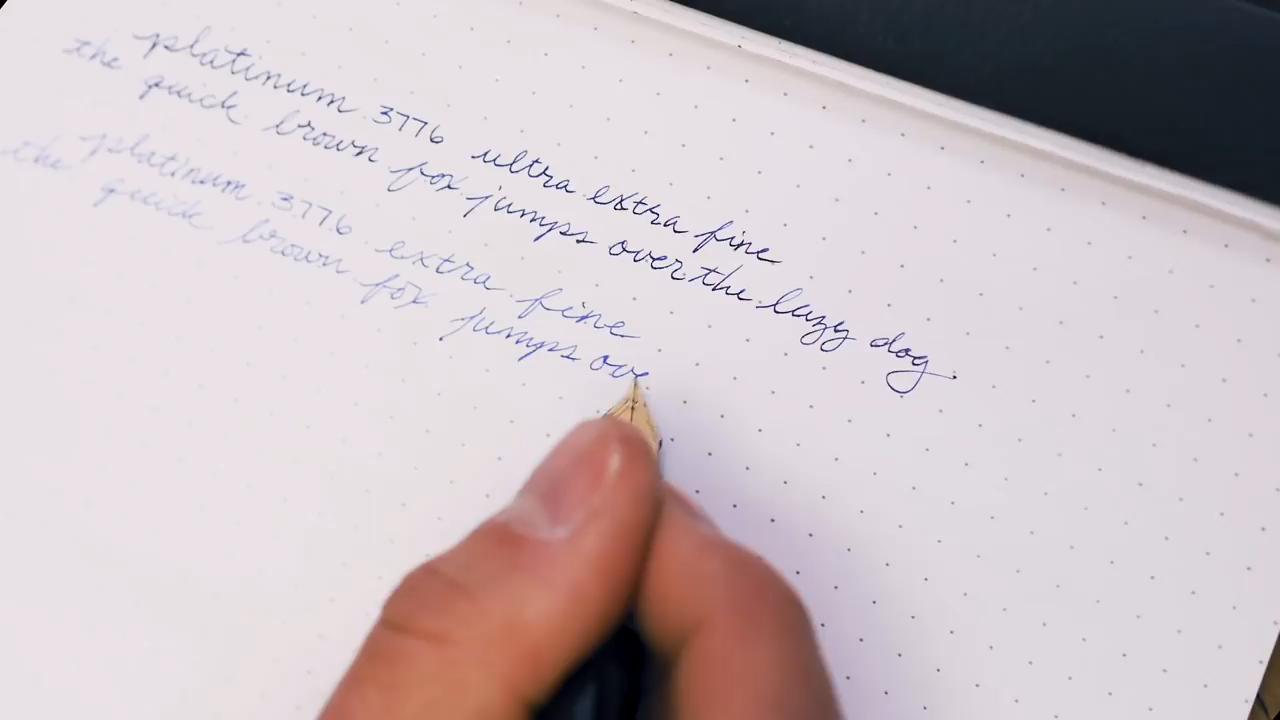 platinum 3776 ultra extra fine
the quick brown fox jumps over the lazy dog.
platinum 3776 extra fine
the quick brown fox jumps ove